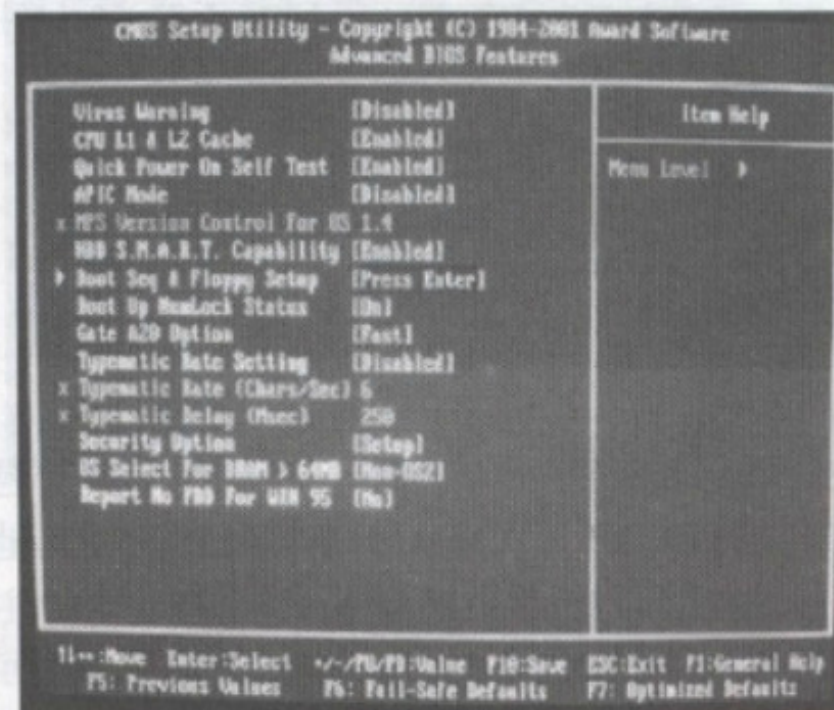 CMOS Setup Utility - Copyright (C) 1984-2001 Award Software
Advanced BIOS Features
Virus Warning [Disabled]
CPU L1 & L2 Cache [Enabled]
Quick Power On Self Test [Enabled]
APIC Mode [Disabled]
x MPS Version Control for OS 1.4
HDD S.M.A.R.T. Capability [Enabled]
Boot Seq & Floppy Setup [Press Enter]
Boot Up NumLock Status [On]
Gate A20 Option [Fast]
Typematic Rate Setting [Disabled]
x Typematic Rate (Chars/Sec) 6
x Typematic Delay (Msec) 250
Security Option [Setup]
OS Select For DRAM > 64MB [Non-OS2]
Report No FDD For WIN 95 [No]
Item Help
Menu Level
↑↓→←:Move Enter:Select +/-/PU/PD:Value F10:Save ESC:Exit F1:General Help
F5: Previous Values F6: Fail-Safe Defaults F7: Optimized Defaults